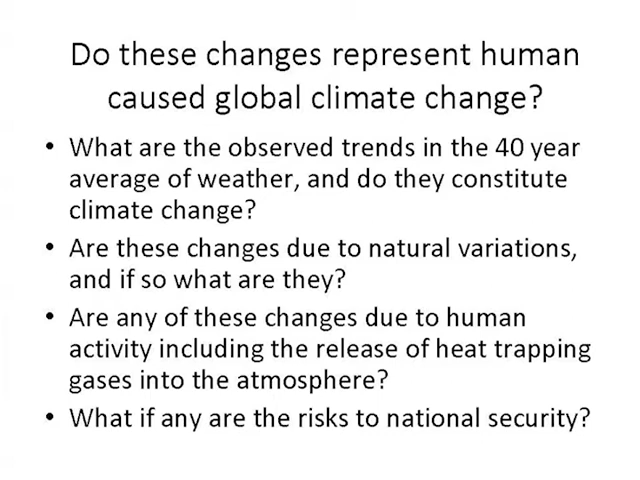 Do these changes represent human
caused global climate change?
• What are the observed trends in the 40 year
average of weather, and do they constitute
climate change?
• Are these changes due to natural variations,
and if so what are they?
• Are any of these changes due to human
activity including the release of heat trapping
gases into the atmosphere?
• What if any are the risks to national security?